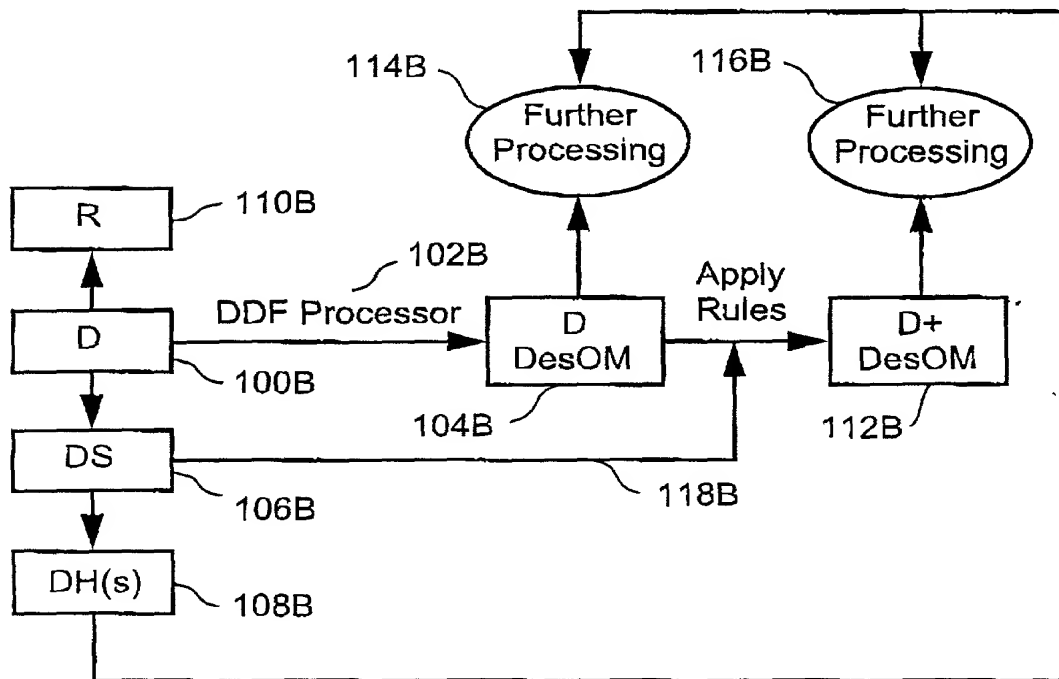 114B
Further
Processing
116B
Further
Processing
R
110B
102B
DDF Processor
D
100B
D
DesOM
104B
Apply
Rules
D+
DesOM
112B
DS
106B
118B
DH(s)
108B